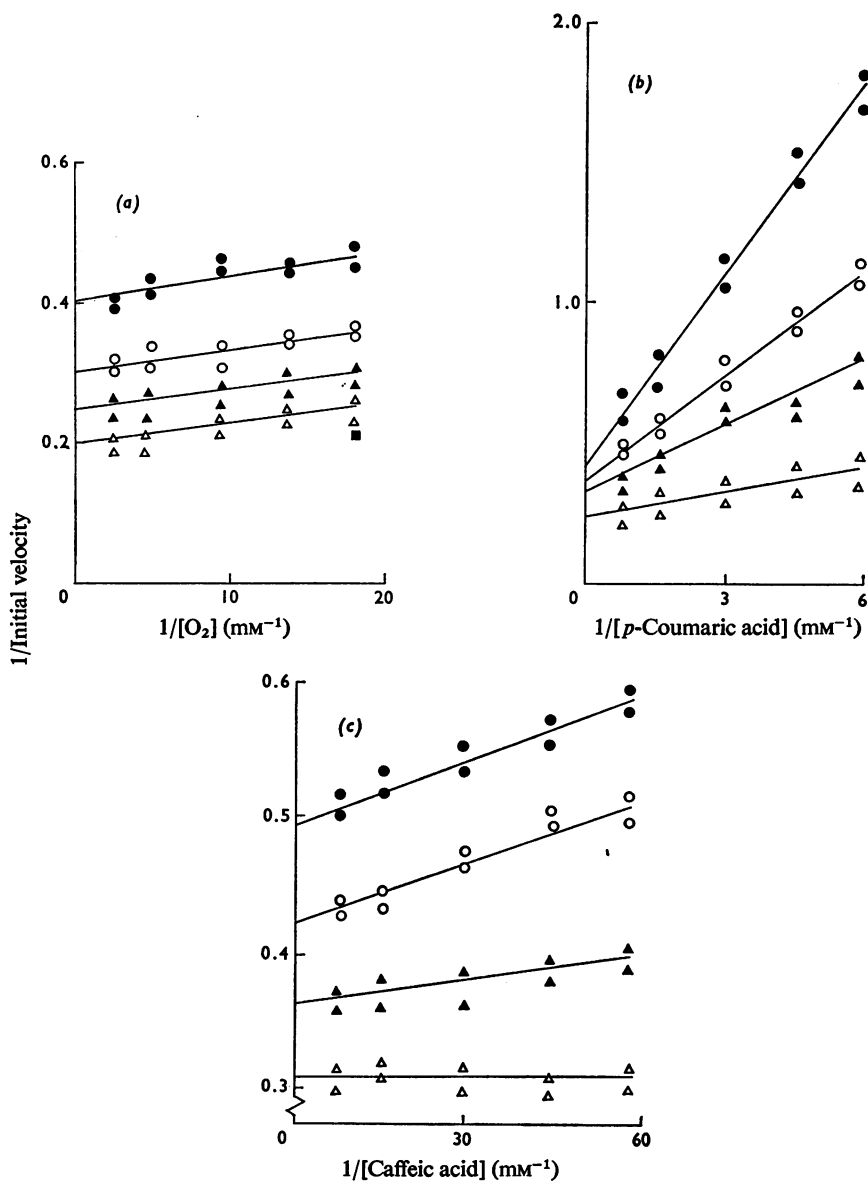 (a)
0.6
0.4
0.2
0
10
20
1/[O₂] (mM⁻¹)
(b)
2.0
1.0
0
3
6
1/[p-Coumaric acid] (mM⁻¹)
1/Initial velocity
(c)
0.6
0.5
0.4
0.3
0
30
60
1/[Caffeic acid] (mM⁻¹)